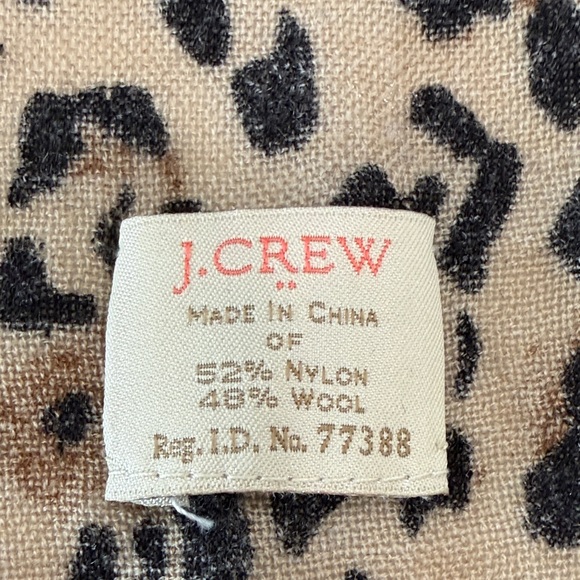 J.CREW
MADE IN CHINA
OF
52% NYLON
48% WOOL
Reg. I.D. No. 77388